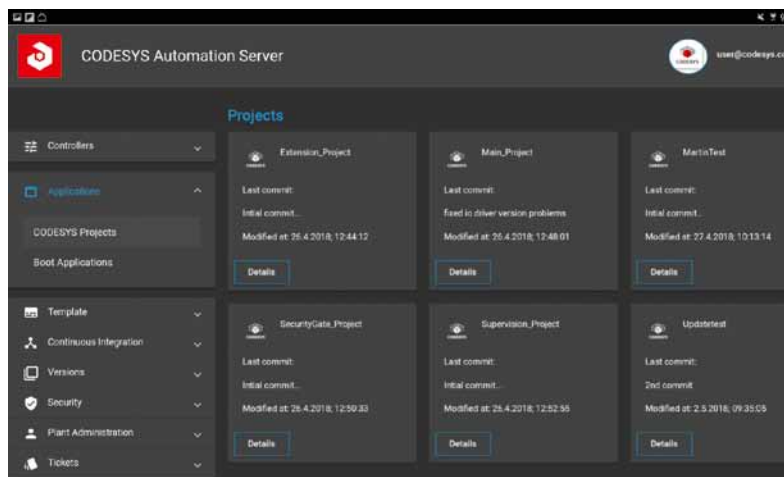 CODESYS Automation Server
user@codesys.co
Projects
Controllers
Applications
CODESYS Projects
Boot Applications
Template
Continuous Integration
Versions
Security
Plant Administration
Tickets
Extension_Project
Last commit:
Intial commit...
Modified at: 26.4.2018; 12:44:12
Details
Main_Project
Last commit:
fixed io driver version problems
Modified at: 26.4.2018; 12:48:01
Details
MartinTest
Last commit:
Intial commit...
Modified at: 27.4.2018; 10:13:14
Details
SecurityGate_Project
Last commit:
Intial commit...
Modified at: 26.4.2018; 12:50:33
Details
Supervision_Project
Last commit:
Intial commit...
Modified at: 26.4.2018; 12:52:56
Details
Updatetest
Last commit:
2nd commit
Modified at: 2.5.2018; 09:35:05
Details